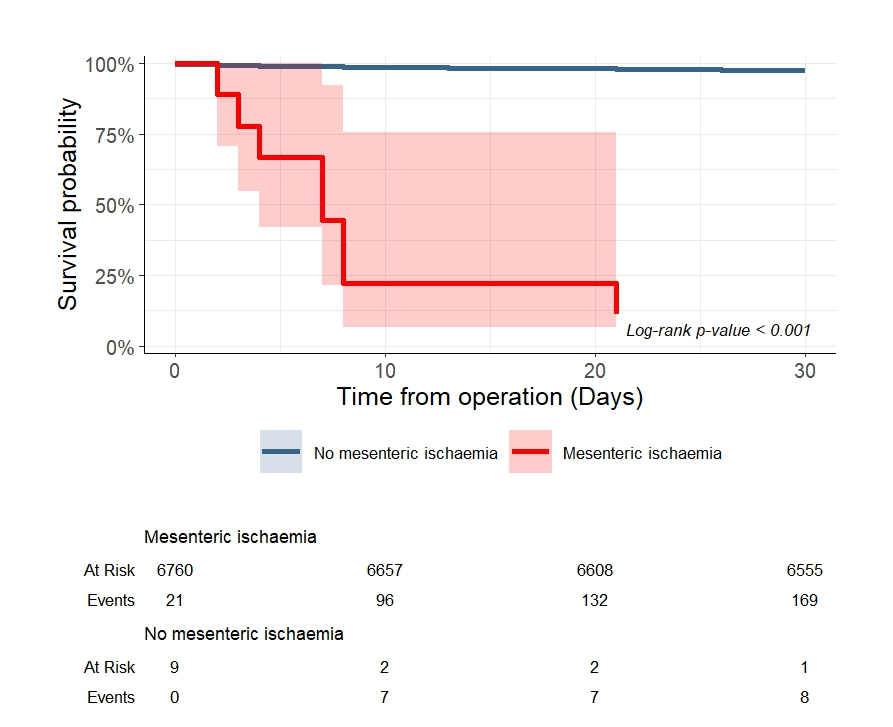 100%
75%
50%
25%
0%
Survival probability
Log-rank p-value < 0.001
0 10 20 30
Time from operation (Days)
No mesenteric ischaemia Mesenteric ischaemia
Mesenteric ischaemia
At Risk 6760 6657 6608 6555
Events 21 96 132 169
No mesenteric ischaemia
At Risk 9 2 2 1
Events 0 7 7 8